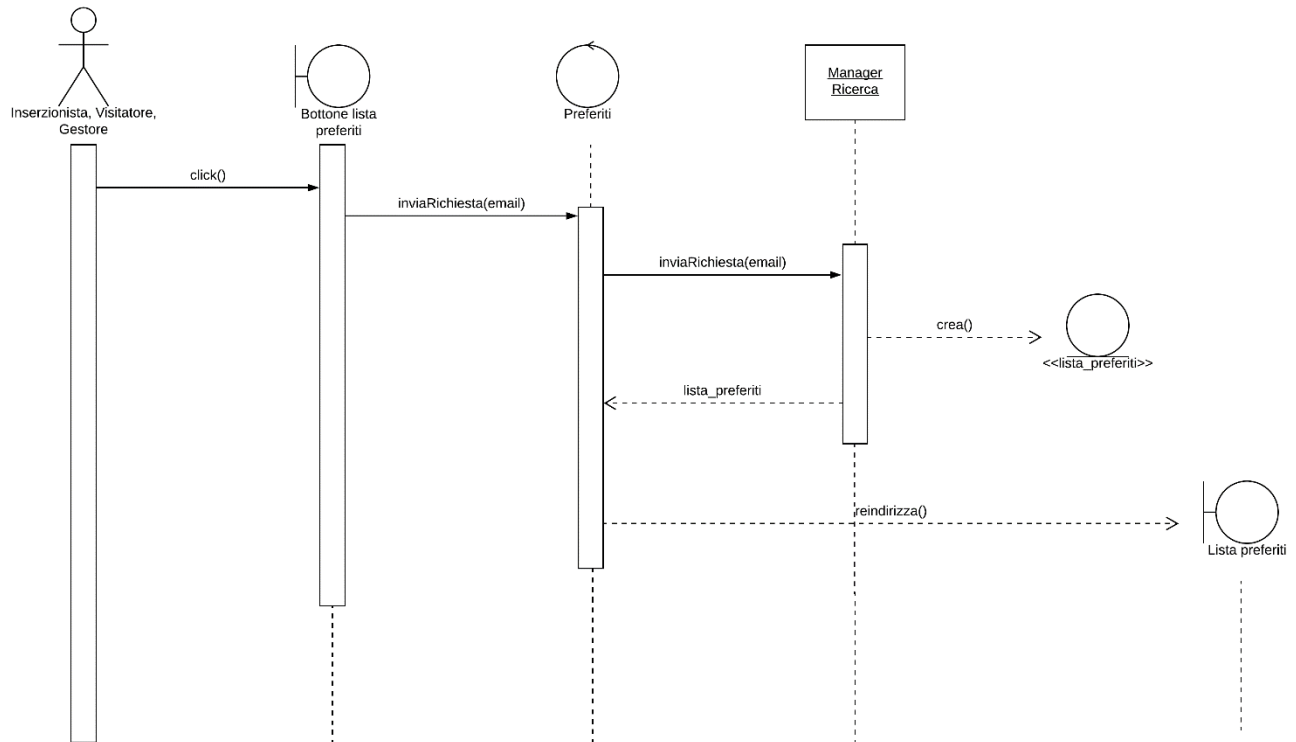 Inserzionista, Visitatore,
Gestore
Bottone lista
preferiti
Preferiti
Manager
Ricerca
click()
inviaRichiesta(email)
inviaRichiesta(email)
crea()
<<lista_preferiti>>
lista_preferiti
reindirizza()
Lista preferiti